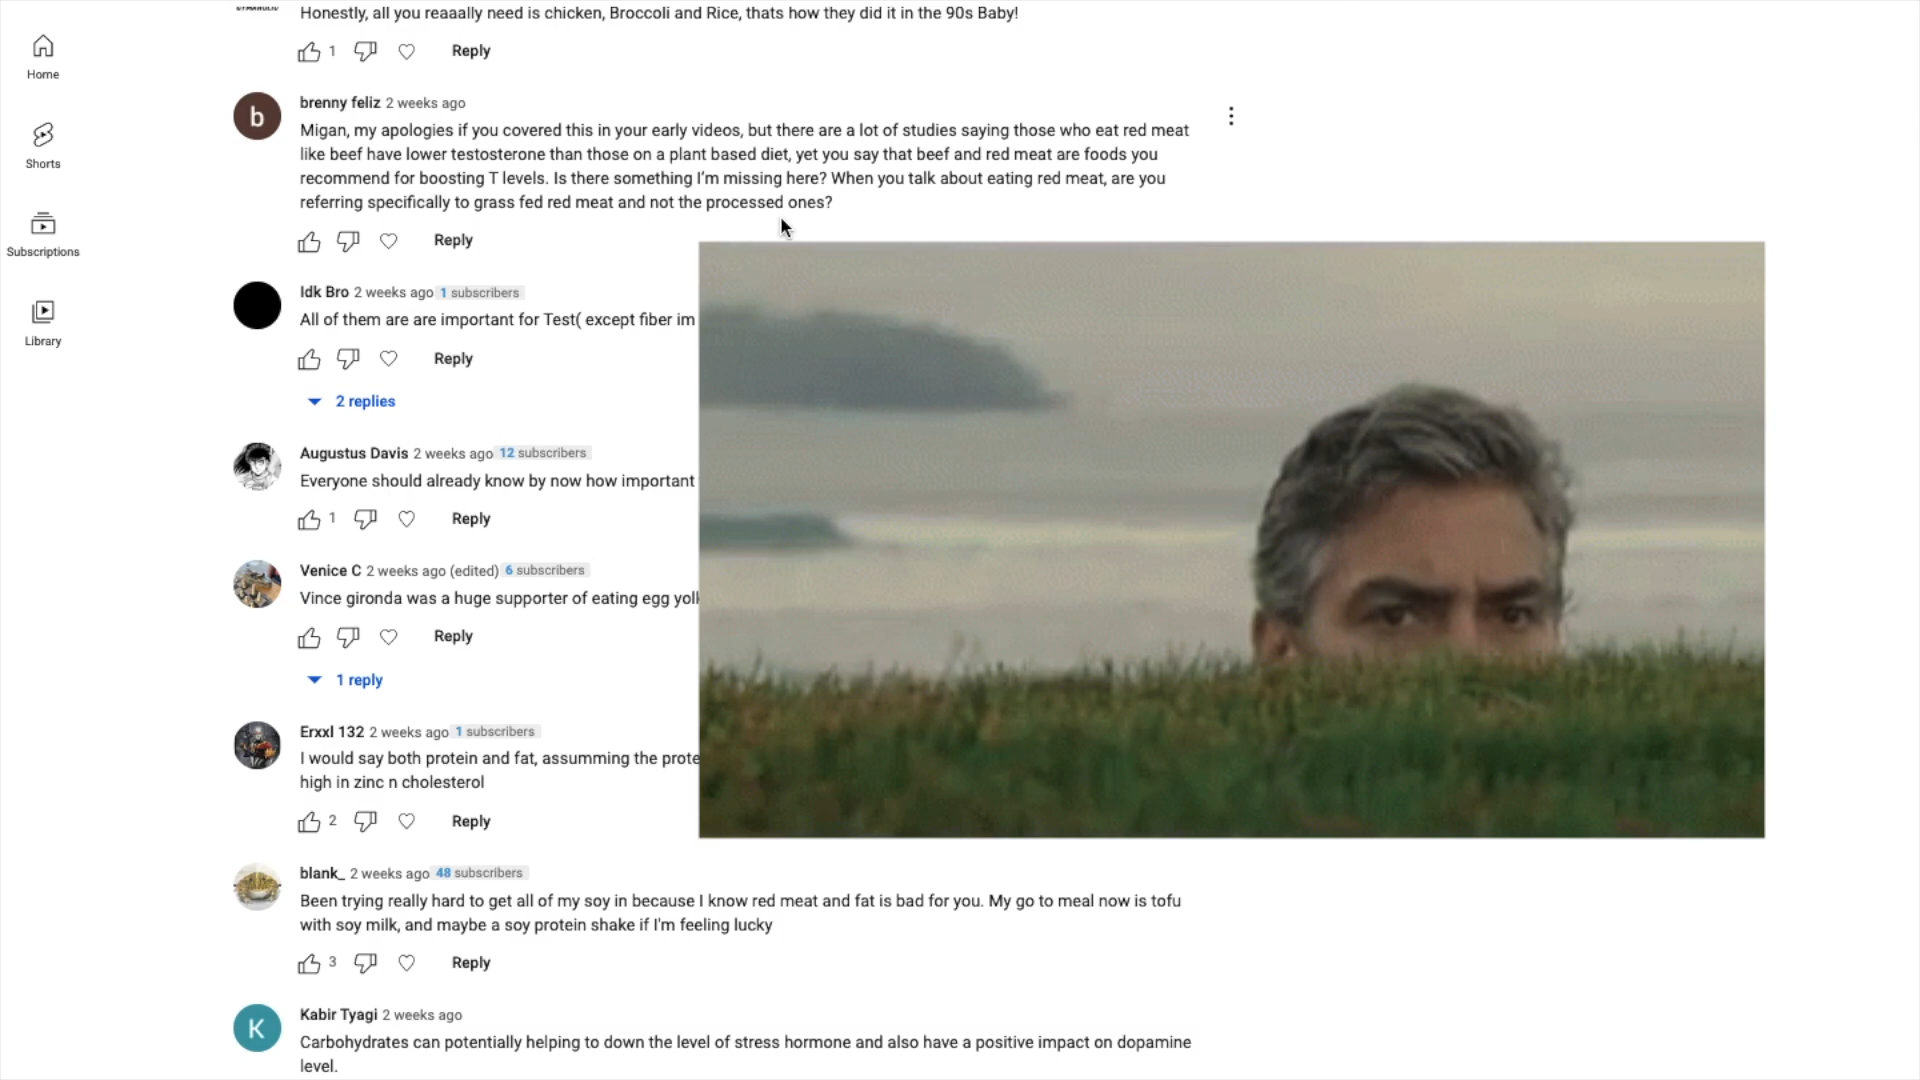 Honestly, all you reaaally need is chicken, Broccoli and Rice, thats how they did it in the 90s Baby!
1 Reply
Home
brenny feliz 2 weeks ago
b
Migan, my apologies if you covered this in your early videos, but there are a lot of studies saying those who eat red meat
like beef have lower testosterone than those on a plant based diet, yet you say that beef and red meat are foods you
Shorts
recommend for boosting T levels. Is there something I'm missing here? When you talk about eating red meat, are you
referring specifically to grass fed red meat and not the processed ones?
Reply
Subscriptions
Idk Bro 2 weeks ago 1 subscribers
All of them are are important for Test( except fiber im
Library
Reply
2 replies
Augustus Davis 2 weeks ago 12 subscribers
Everyone should already know by now how important
1 Reply
Venice C 2 weeks ago (edited) 6 subscribers
Vince gironda was a huge supporter of eating egg yolk
Reply
1 reply
Erxxl 132 2 weeks ago 1 subscribers
I would say both protein and fat, assumming the prote
high in zinc n cholesterol
2 Reply
blank_ 2 weeks ago 48 subscribers
Been trying really hard to get all of my soy in because I know red meat and fat is bad for you. My go to meal now is tofu
with soy milk, and maybe a soy protein shake if I'm feeling lucky
3 Reply
Kabir Tyagi 2 weeks ago
K
Carbohydrates can potentially helping to down the level of stress hormone and also have a positive impact on dopamine
level.